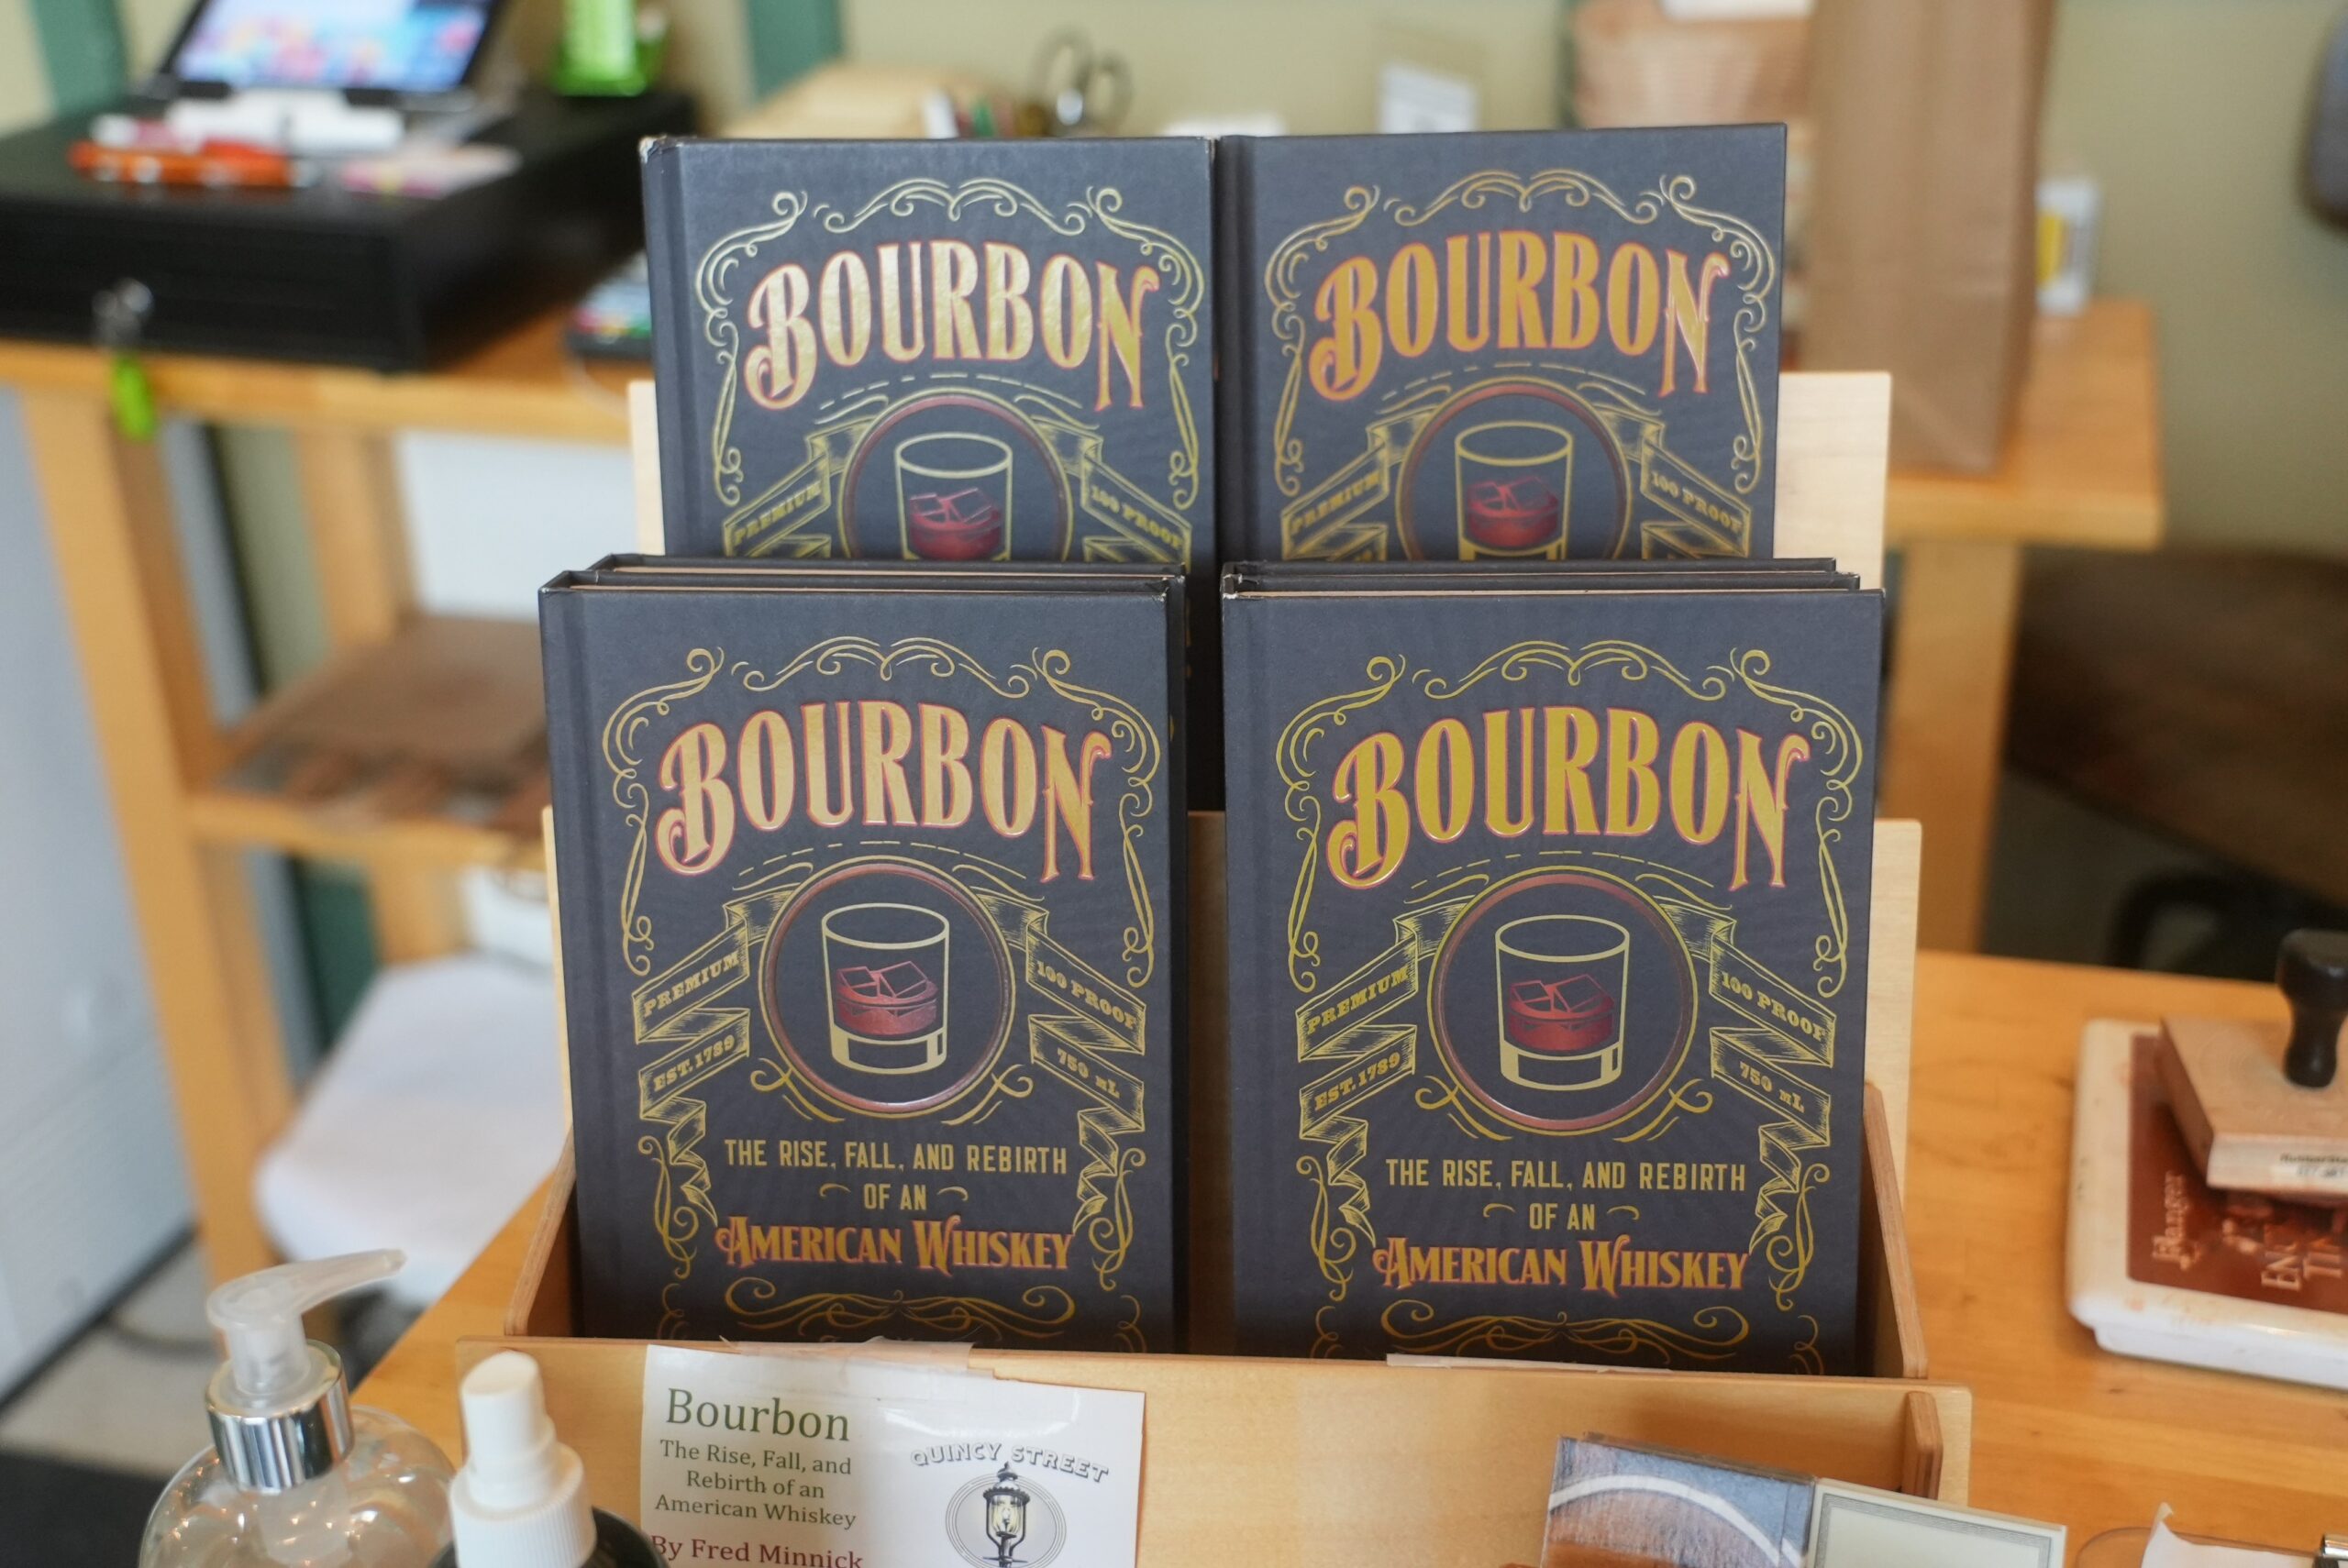 BOURBON
PREMIUM
100 PROOF
BOURBON
PREMIUM
100 PROOF
BOURBON
PREMIUM
100 PROOF
EST. 1789
750 mL
THE RISE, FALL, AND REBIRTH
OF AN
AMERICAN WHISKEY
BOURBON
PREMIUM
100 PROOF
EST. 1789
750 mL
THE RISE, FALL, AND REBIRTH
OF AN
AMERICAN WHISKEY
Bourbon
The Rise, Fall, and
Rebirth of an
American Whiskey
By Fred Minnick
QUINCY STREET
Ranger